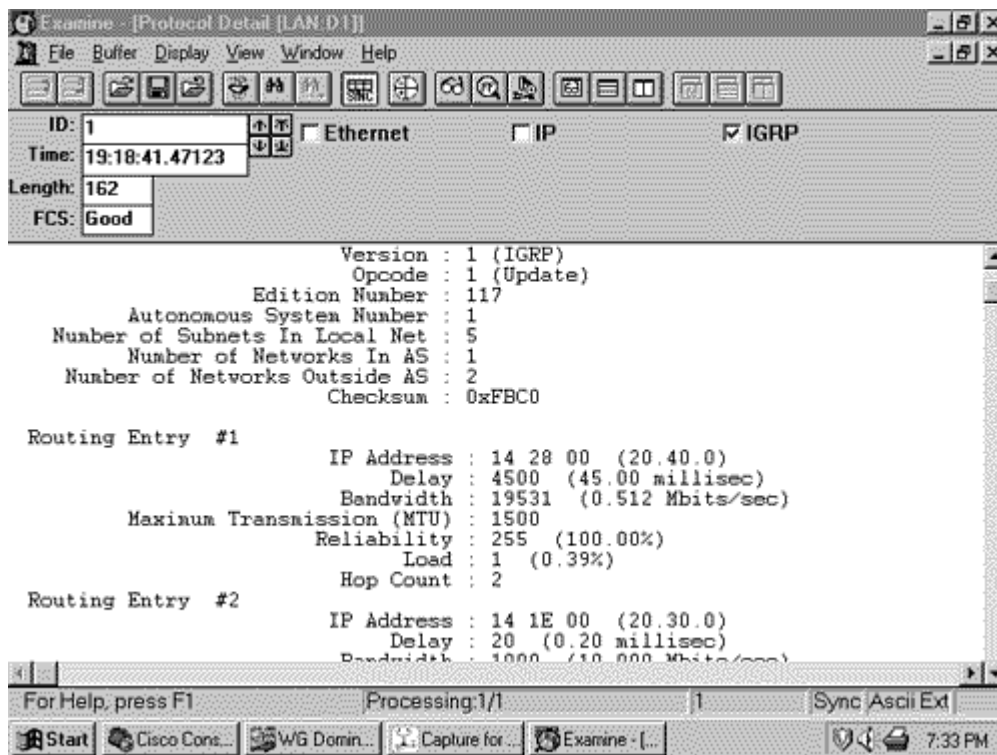 Examine - [Protocol Detail [LAN:D1]]
File Buffer Display View Window Help
SYNC
ID: 1
Ethernet
IP
IGRP
Time: 19:18:41.47123
Length: 162
FCS: Good
Version : 1 (IGRP)
Opcode : 1 (Update)
Edition Number : 117
Autonomous System Number : 1
Number of Subnets In Local Net : 5
Number of Networks In AS : 1
Number of Networks Outside AS : 2
Checksum : 0xFBC0
Routing Entry #1
IP Address : 14 28 00 (20.40.0)
Delay : 4500 (45.00 millisec)
Bandwidth : 19531 (0.512 Mbits/sec)
Maximum Transmission (MTU) : 1500
Reliability : 255 (100.00%)
Load : 1 (0.39%)
Hop Count : 2
Routing Entry #2
IP Address : 14 1E 00 (20.30.0)
Delay : 20 (0.20 millisec)
Bandwidth : 1000 (10.000 Mbits/sec)
For Help, press F1
Processing:1/1
1
Sync Ascii Ext
Start
Cisco Cons...
WG Domin...
Capture for ...
Examine - [...
7:33 PM